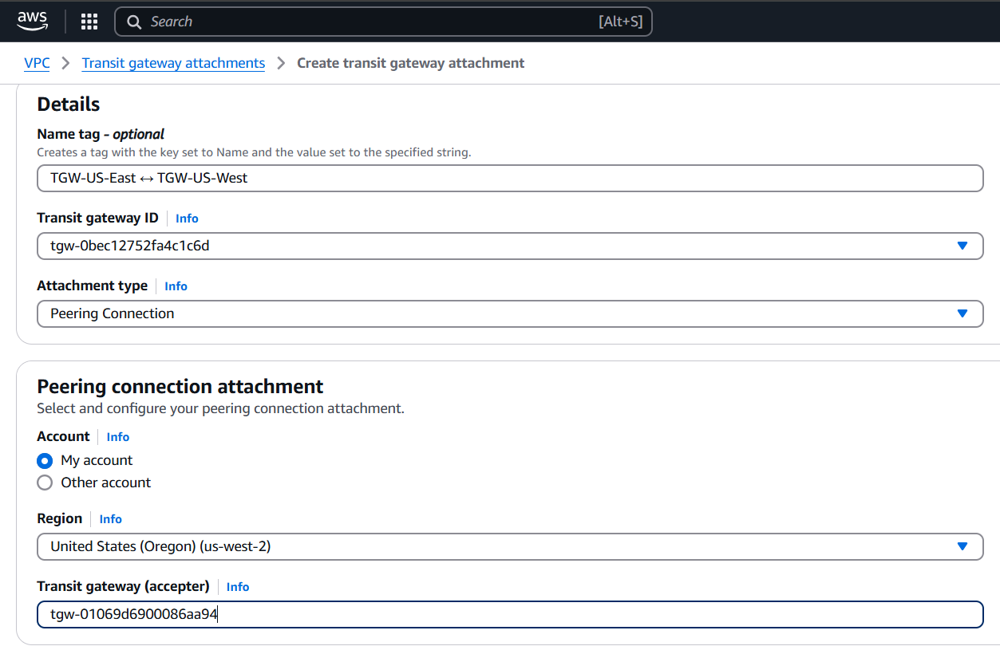 aws Search [Alt+S]
VPC > Transit gateway attachments > Create transit gateway attachment
Details
Name tag - optional
Creates a tag with the key set to Name and the value set to the specified string.
TGW-US-East ↔ TGW-US-West
Transit gateway ID Info
tgw-0bec12752fa4c1c6d
Attachment type Info
Peering Connection
Peering connection attachment
Select and configure your peering connection attachment.
Account Info
My account
Other account
Region Info
United States (Oregon) (us-west-2)
Transit gateway (accepter) Info
tgw-01069d6900086aa94